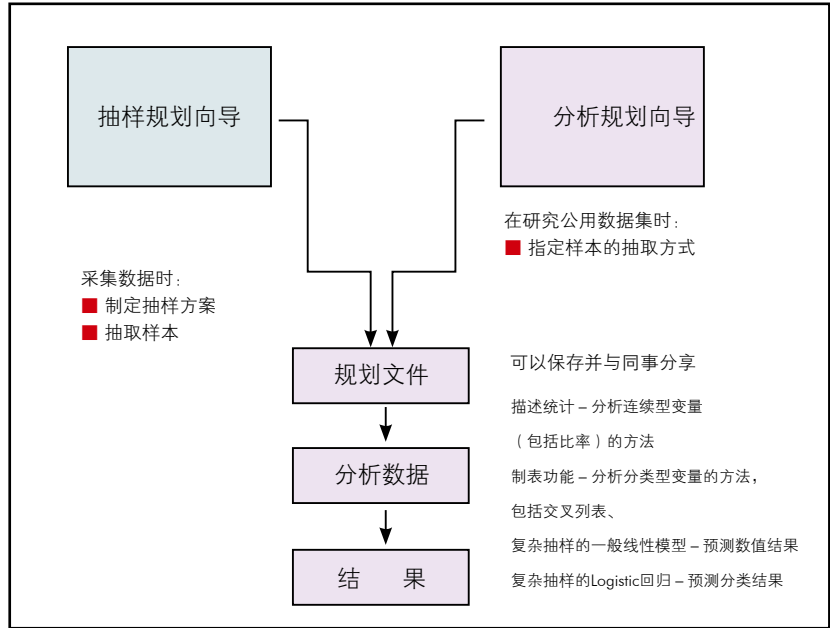 抽样规划向导
分析规划向导
在研究公用数据集时:
■ 指定样本的抽取方式
采集数据时:
■ 制定抽样方案
■ 抽取样本
规划文件
可以保存并与同事分享
描述统计 – 分析连续型变量
（包括比率）的方法
分析数据
制表功能 – 分析分类型变量的方法，
包括交叉列表、
复杂抽样的一般线性模型 – 预测数值结果
结 果
复杂抽样的Logistic回归 – 预测分类结果